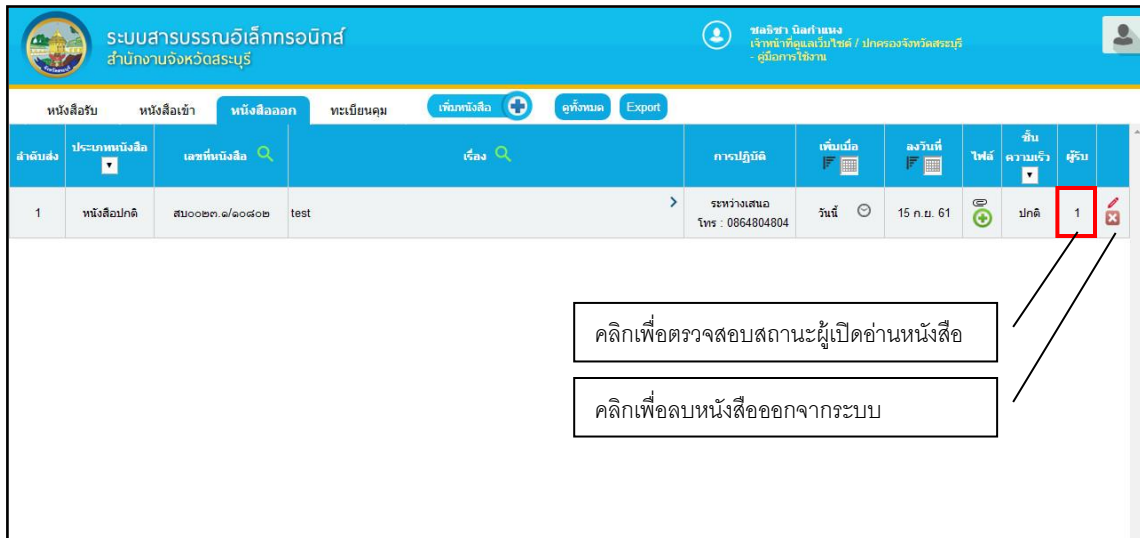 ระบบสารบรรณอิเล็กทรอนิกส์
สำนักงานจังหวัดสระบุรี
ชลธิชา นิลกำแหง
เจ้าหน้าที่ดูแลเว็บไซต์ / ปกครองจังหวัดสระบุรี
- คู่มือการใช้งาน
หนังสือรับ หนังสือเข้า หนังสือออก ทะเบียนคุม เพิ่มหนังสือ ดูทั้งหมด Export
ลำดับส่ง ประเภทหนังสือ เลขที่หนังสือ เรื่อง การปฏิบัติ เพิ่มเมื่อ ลงวันที่ ไฟล์ ชั้นความเร็ว ผู้รับ
1 หนังสือปกติ สบ๐๐๒๓.๑/๑๐๘๐๒ test ระหว่างเสนอ วันนี้ 15 ก.ย. 61 ปกติ 1
โทร : 0864804804
คลิกเพื่อตรวจสอบสถานะผู้เปิดอ่านหนังสือ
คลิกเพื่อลบหนังสือออกจากระบบ